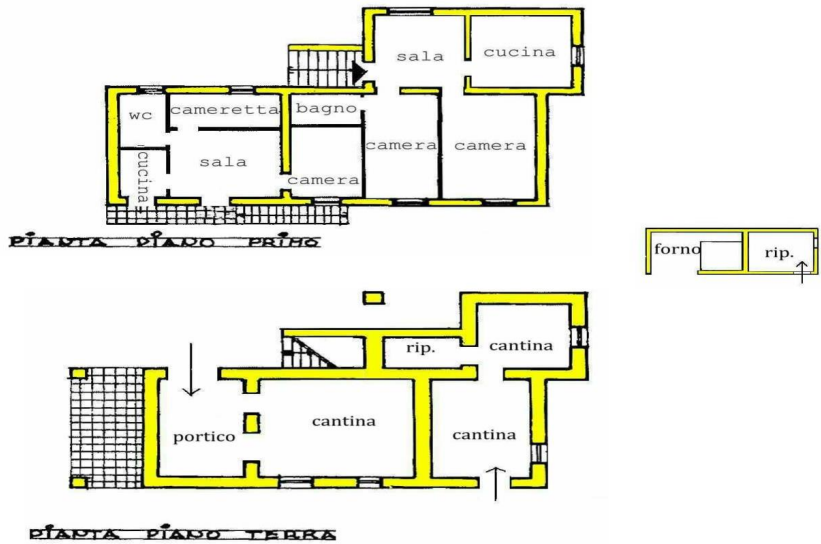 sala
cucina
wc
cameretta
bagno
cucina
sala
camera
camera
camera
PIANTA PIANO PRIMO
forno
rip.
rip.
cantina
portico
cantina
cantina
PIANTA PIANO TERRA